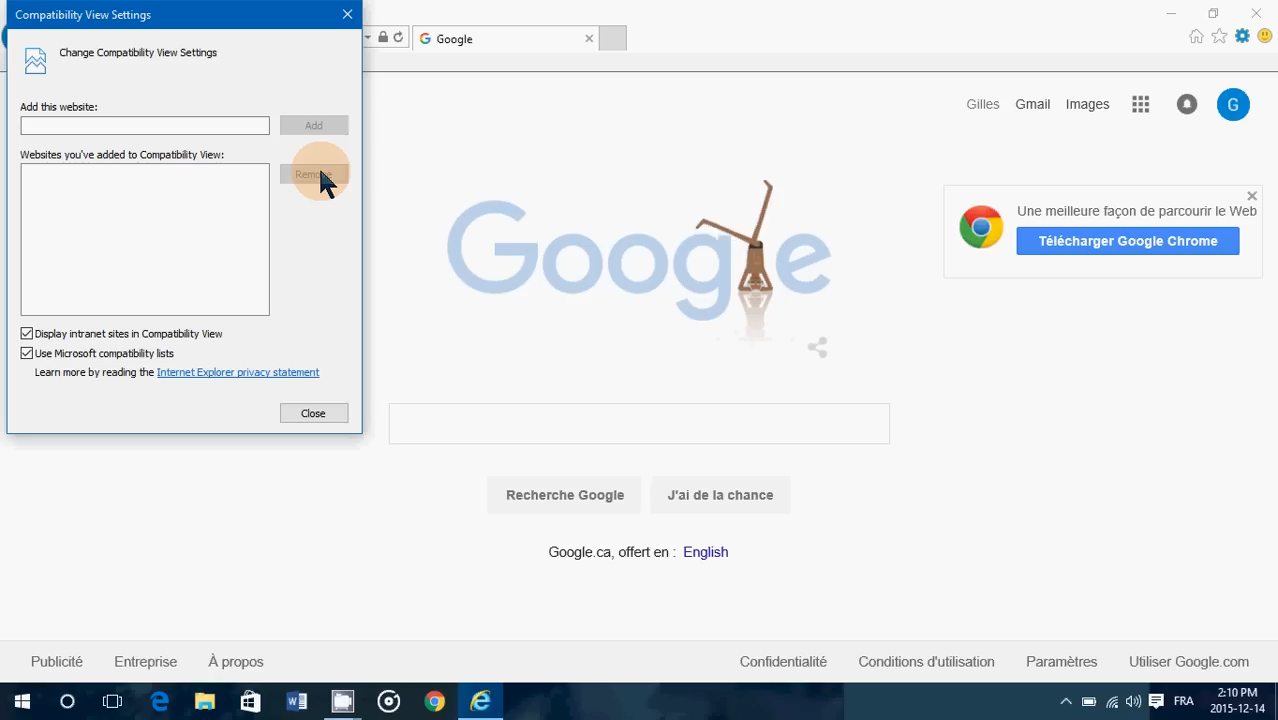 Compatibility View Settings
Change Compatibility View Settings
Add this website:
Add
Websites you've added to Compatibility View:
Remove
Display intranet sites in Compatibility View
Use Microsoft compatibility lists
Learn more by reading the Internet Explorer privacy statement
Close
Google
Gilles Gmail Images G
Google
Une meilleure façon de parcourir le Web
Télécharger Google Chrome
Recherche Google J'ai de la chance
Google.ca, offert en : English
Publicité Entreprise À propos Confidentialité Conditions d'utilisation Paramètres Utiliser Google.com
FRA 2:10 PM
2015-12-14